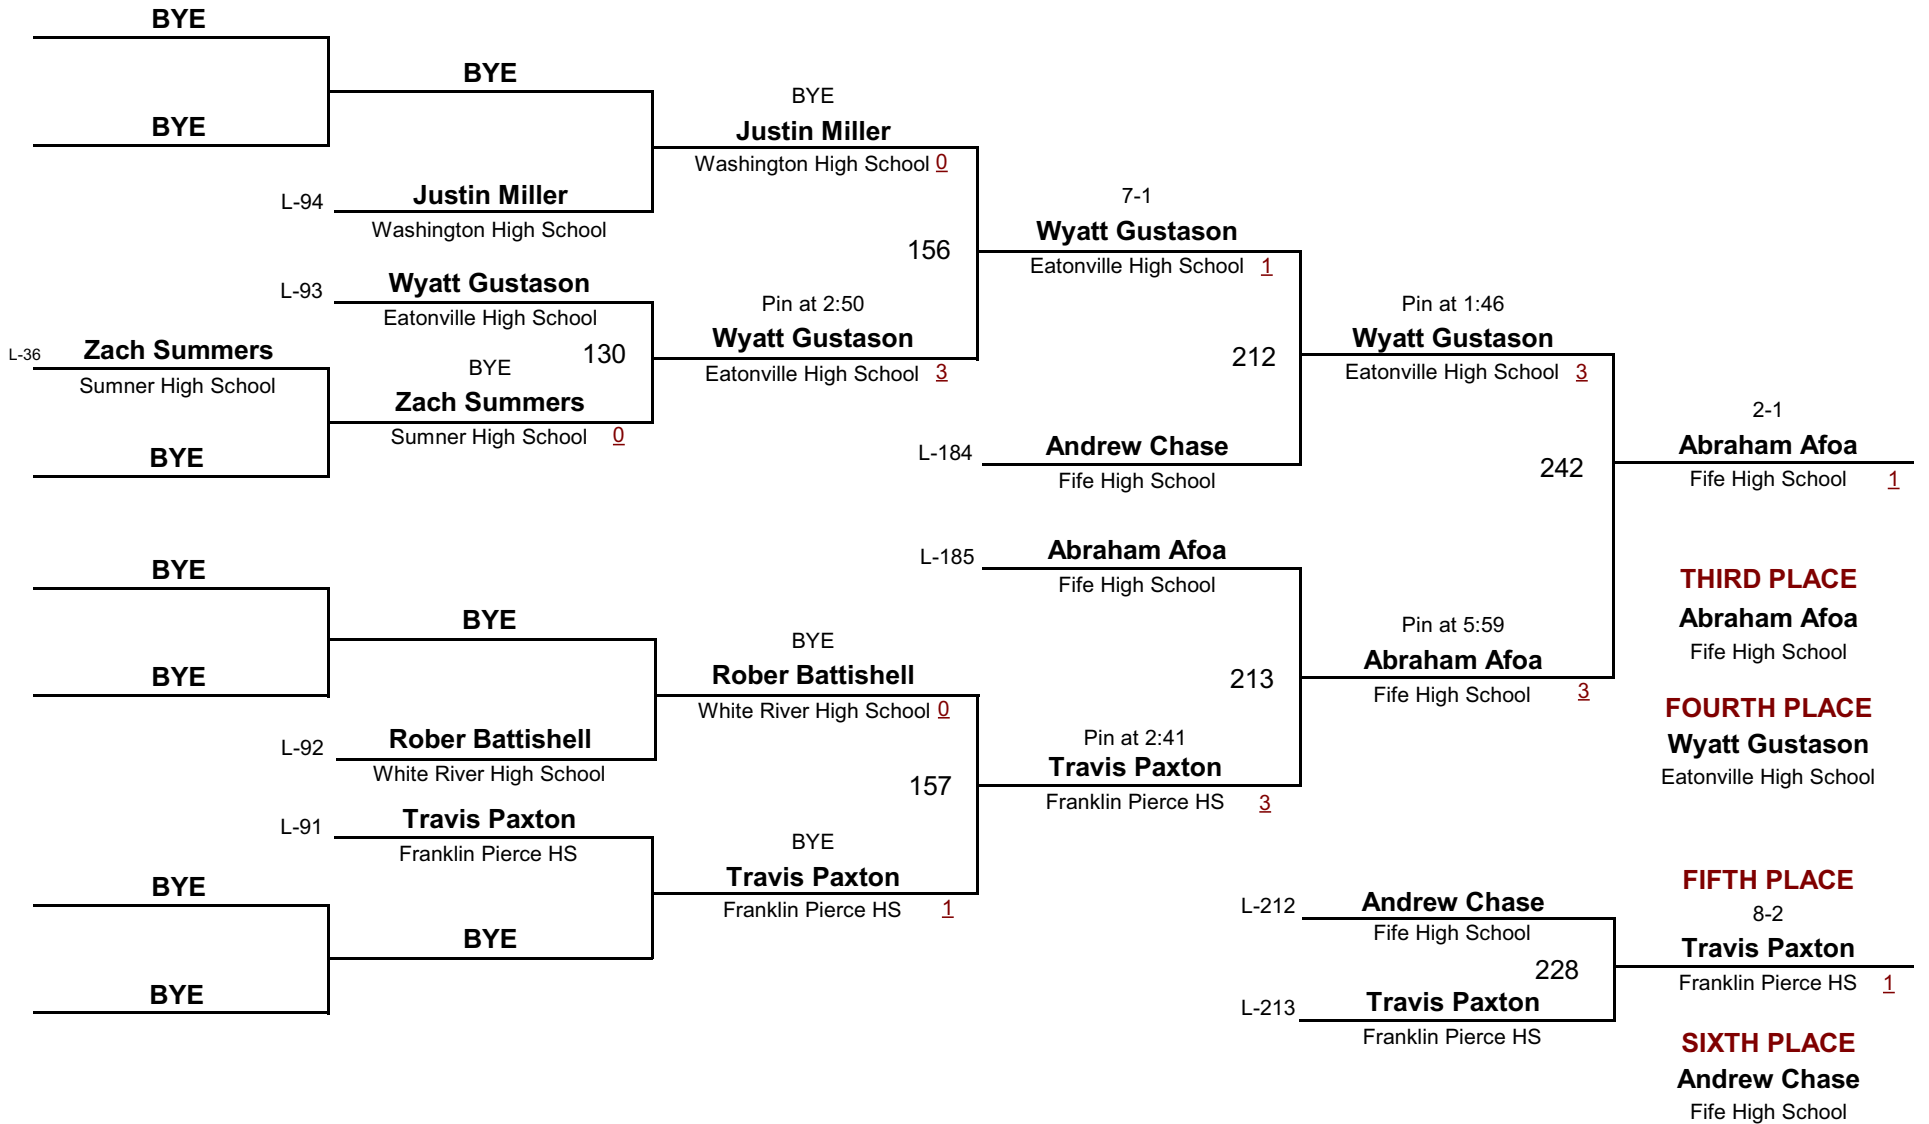 BYE
BYE
BYE
BYE
Justin Miller
Washington High School 0
L-94
Justin Miller
Washington High School
7-1
Wyatt Gustason
Eatonville High School 1
156
L-93
Wyatt Gustason
Eatonville High School
Pin at 2:50
Wyatt Gustason
Eatonville High School 3
130
L-36
Zach Summers
Sumner High School
BYE
Zach Summers
Sumner High School 0
BYE
Pin at 1:46
Wyatt Gustason
Eatonville High School 3
212
L-184
Andrew Chase
Fife High School
2-1
Abraham Afoa
Fife High School 1
242
L-185
Abraham Afoa
Fife High School
BYE
BYE
BYE
BYE
Rober Battishell
White River High School 0
L-92
Rober Battishell
White River High School
213
Pin at 5:59
Abraham Afoa
Fife High School 3
THIRD PLACE
Abraham Afoa
Fife High School
FOURTH PLACE
Wyatt Gustason
Eatonville High School
Pin at 2:41
Travis Paxton
Franklin Pierce HS 3
157
L-91
Travis Paxton
Franklin Pierce HS
BYE
Travis Paxton
Franklin Pierce HS 1
BYE
BYE
BYE
L-212
Andrew Chase
Fife High School
228
L-213
Travis Paxton
Franklin Pierce HS
FIFTH PLACE
8-2
Travis Paxton
Franklin Pierce HS 1
SIXTH PLACE
Andrew Chase
Fife High School